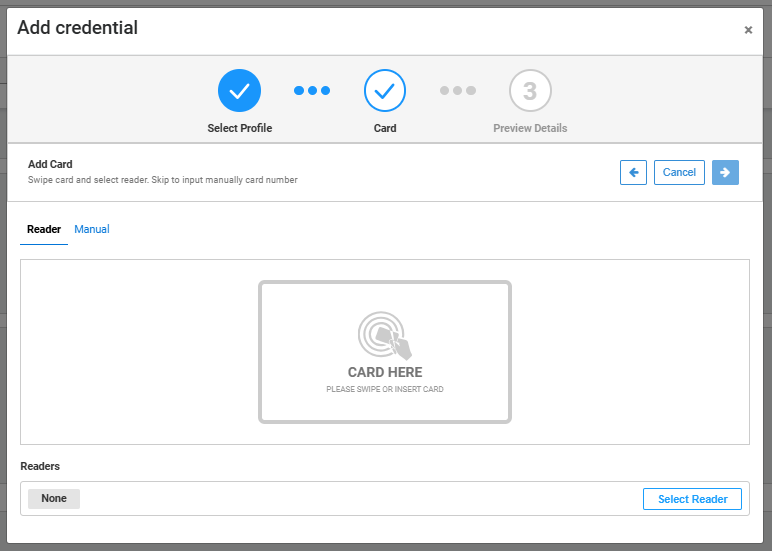 Add credential
×
3
Select Profile
Card
Preview Details
Add Card
Swipe card and select reader. Skip to input manually card number
Cancel
Reader
Manual
CARD HERE
PLEASE SWIPE OR INSERT CARD
Readers
None
Select Reader